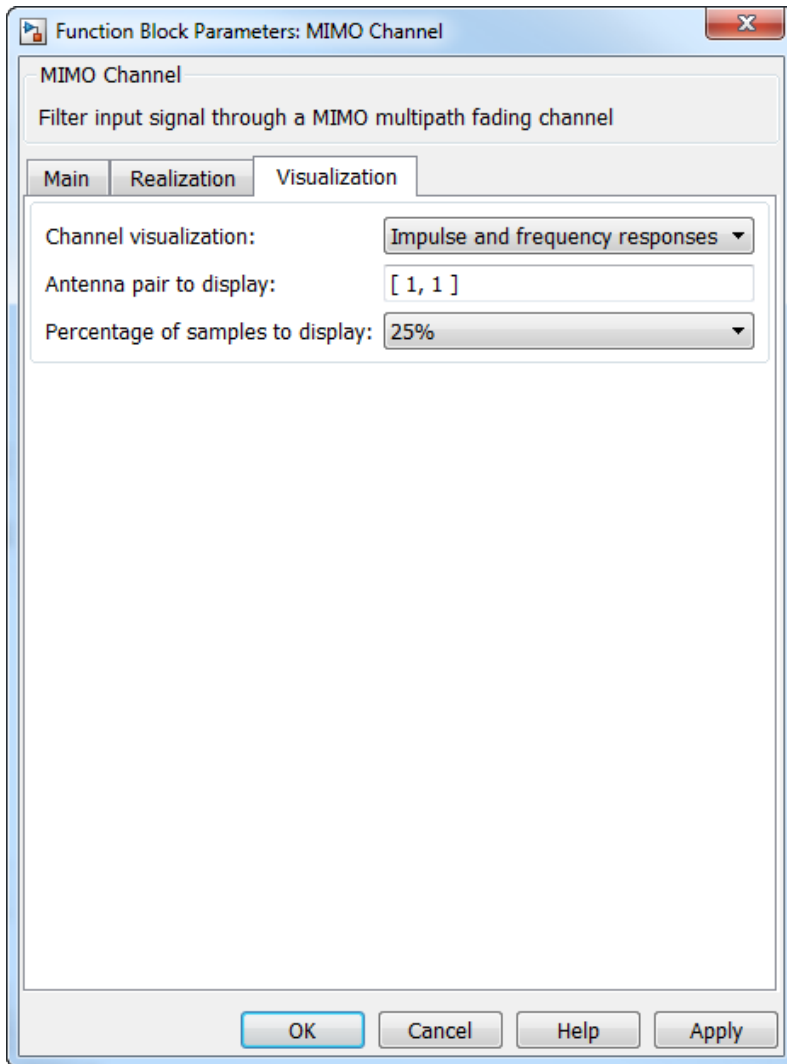 Function Block Parameters: MIMO Channel
MIMO Channel
Filter input signal through a MIMO multipath fading channel
Main Realization Visualization
Channel visualization: Impulse and frequency responses
Antenna pair to display: [ 1, 1 ]
Percentage of samples to display: 25%
OK Cancel Help Apply